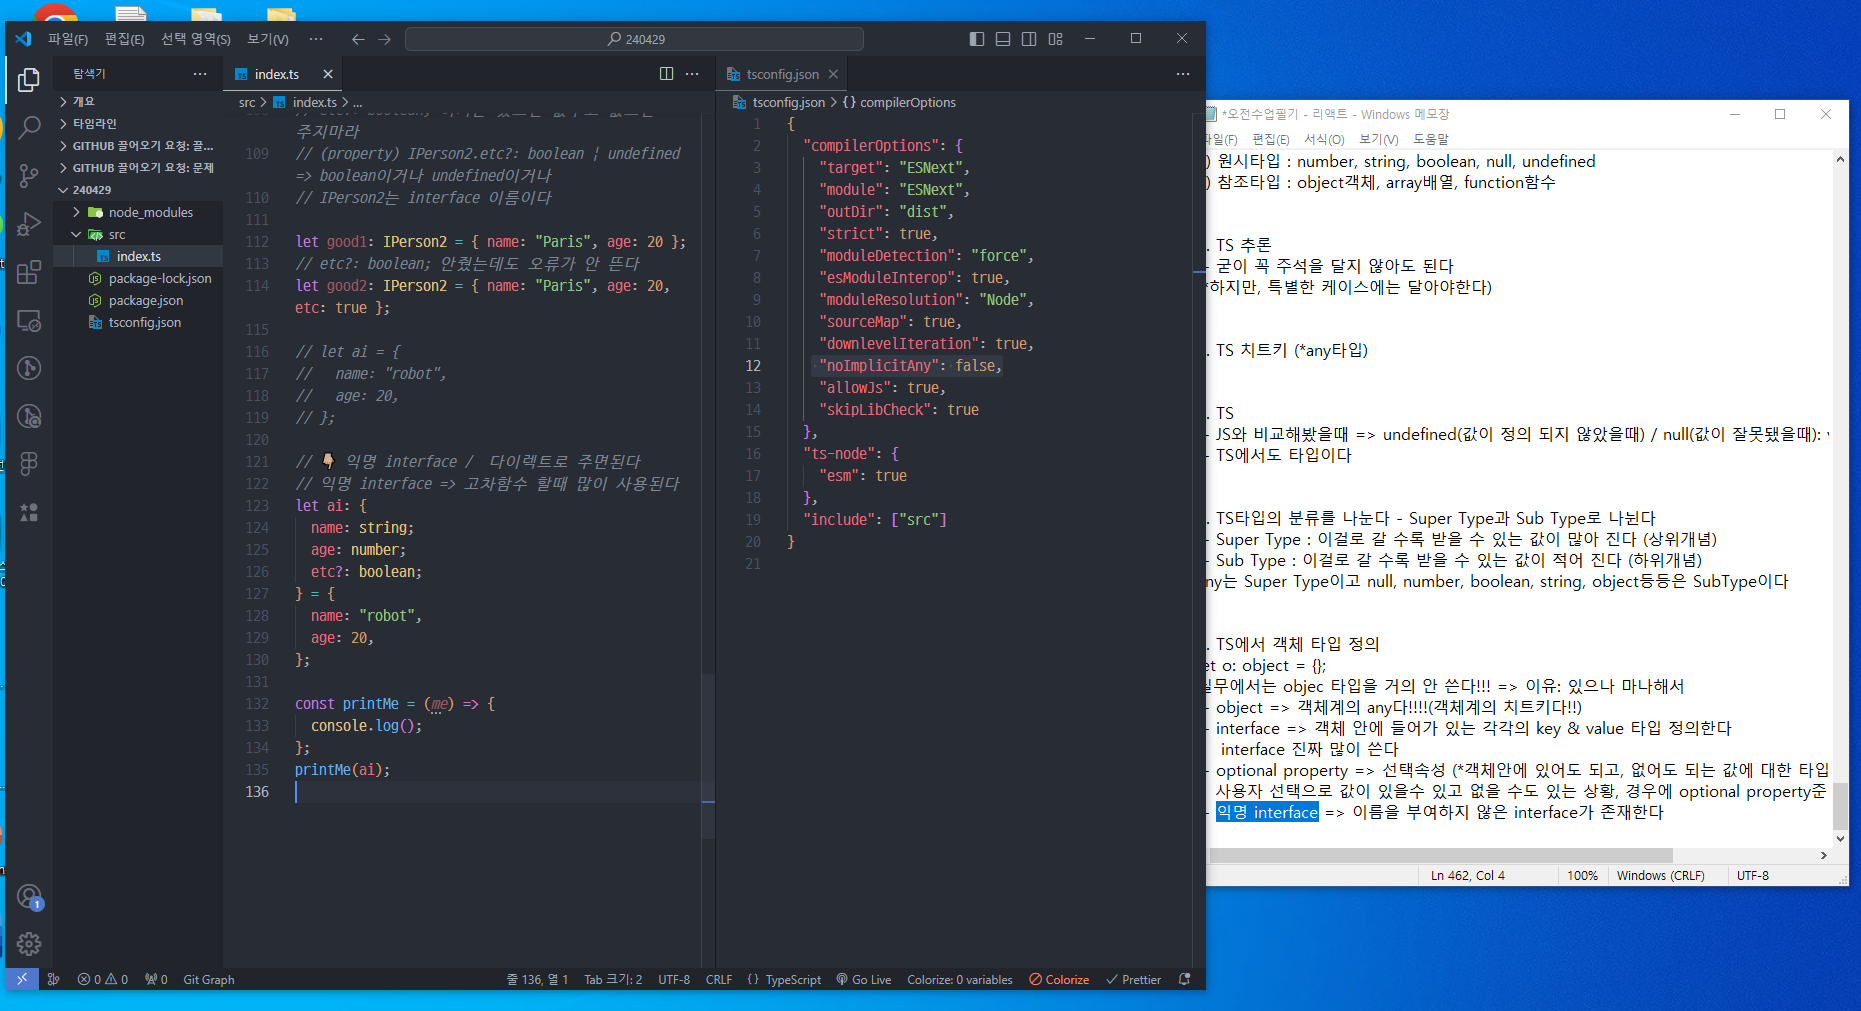 파일(F) 편집(E) 선택 영역(S) 보기(V) ··· 240429
탐색기 ···
개요
타임라인
GITHUB 끌어오기 요청: 끌...
GITHUB 끌어오기 요청: 문제
240429
node_modules
src
index.ts
package-lock.json
package.json
tsconfig.json
index.ts
src > index.ts > ...
주지마라
109 // (property) IPerson2.etc?: boolean ¦ undefined
=> boolean이거나 undefined이거나
110 // IPerson2는 interface 이름이다
111
112 let good1: IPerson2 = { name: "Paris", age: 20 };
113 // etc?: boolean; 안줬는데도 오류가 안 뜬다
114 let good2: IPerson2 = { name: "Paris", age: 20,
etc: true };
115
116 // let ai = {
117 //   name: "robot",
118 //   age: 20,
119 // };
120
121 // 👇🏼 익명 interface /  다이렉트로 주면된다
122 // 익명 interface => 고차함수 할때 많이 사용된다
123 let ai: {
124   name: string;
125   age: number;
126   etc?: boolean;
127 } = {
128   name: "robot",
129   age: 20,
130 };
131
132 const printMe = (me) => {
133   console.log();
134 };
135 printMe(ai);
136
tsconfig.json
tsconfig.json > {} compilerOptions
1 {
2   "compilerOptions": {
3     "target": "ESNext",
4     "module": "ESNext",
5     "outDir": "dist",
6     "strict": true,
7     "moduleDetection": "force",
8     "esModuleInterop": true,
9     "moduleResolution": "Node",
10     "sourceMap": true,
11     "downlevelIteration": true,
12     "noImplicitAny": false,
13     "allowJs": true,
14     "skipLibCheck": true
15   },
16   "ts-node": {
17     "esm": true
18   },
19   "include": ["src"]
20 }
21
1
0 0 0 Git Graph 줄 136, 열 1 Tab 크기: 2 UTF-8 CRLF {} TypeScript Go Live Colorize: 0 variables Colorize Prettier
*오전수업필기 - 리액트 - Windows 메모장
파일(F) 편집(E) 서식(O) 보기(V) 도움말
) 원시타입 : number, string, boolean, null, undefined
) 참조타입 : object객체, array배열, function함수
. TS 추론
- 굳이 꼭 주석을 달지 않아도 된다
*하지만, 특별한 케이스에는 달아야한다)
. TS 치트키 (*any타입)
. TS
- JS와 비교해봤을때 => undefined(값이 정의 되지 않았을때) / null(값이 잘못됐을때):
- TS에서도 타입이다
. TS타입의 분류를 나눈다 - Super Type과 Sub Type로 나뉜다
- Super Type : 이걸로 갈 수록 받을 수 있는 값이 많아 진다 (상위개념)
- Sub Type : 이걸로 갈 수록 받을 수 있는 값이 적어 진다 (하위개념)
ny는 Super Type이고 null, number, boolean, string, object등등은 SubType이다
. TS에서 객체 타입 정의
et o: object = {};
실무에서는 objec 타입을 거의 안 쓴다!!! => 이유: 있으나 마나해서
- object => 객체계의 any다!!!!(객체계의 치트키다!!)
- interface => 객체 안에 들어가 있는 각각의 key & value 타입 정의한다
interface 진짜 많이 쓴다
- optional property => 선택속성 (*객체안에 있어도 되고, 없어도 되는 값에 대한 타입
사용자 선택으로 값이 있을수 있고 없을 수도 있는 상황, 경우에 optional property준
- 익명 interface => 이름을 부여하지 않은 interface가 존재한다
Ln 462, Col 4 100% Windows (CRLF) UTF-8